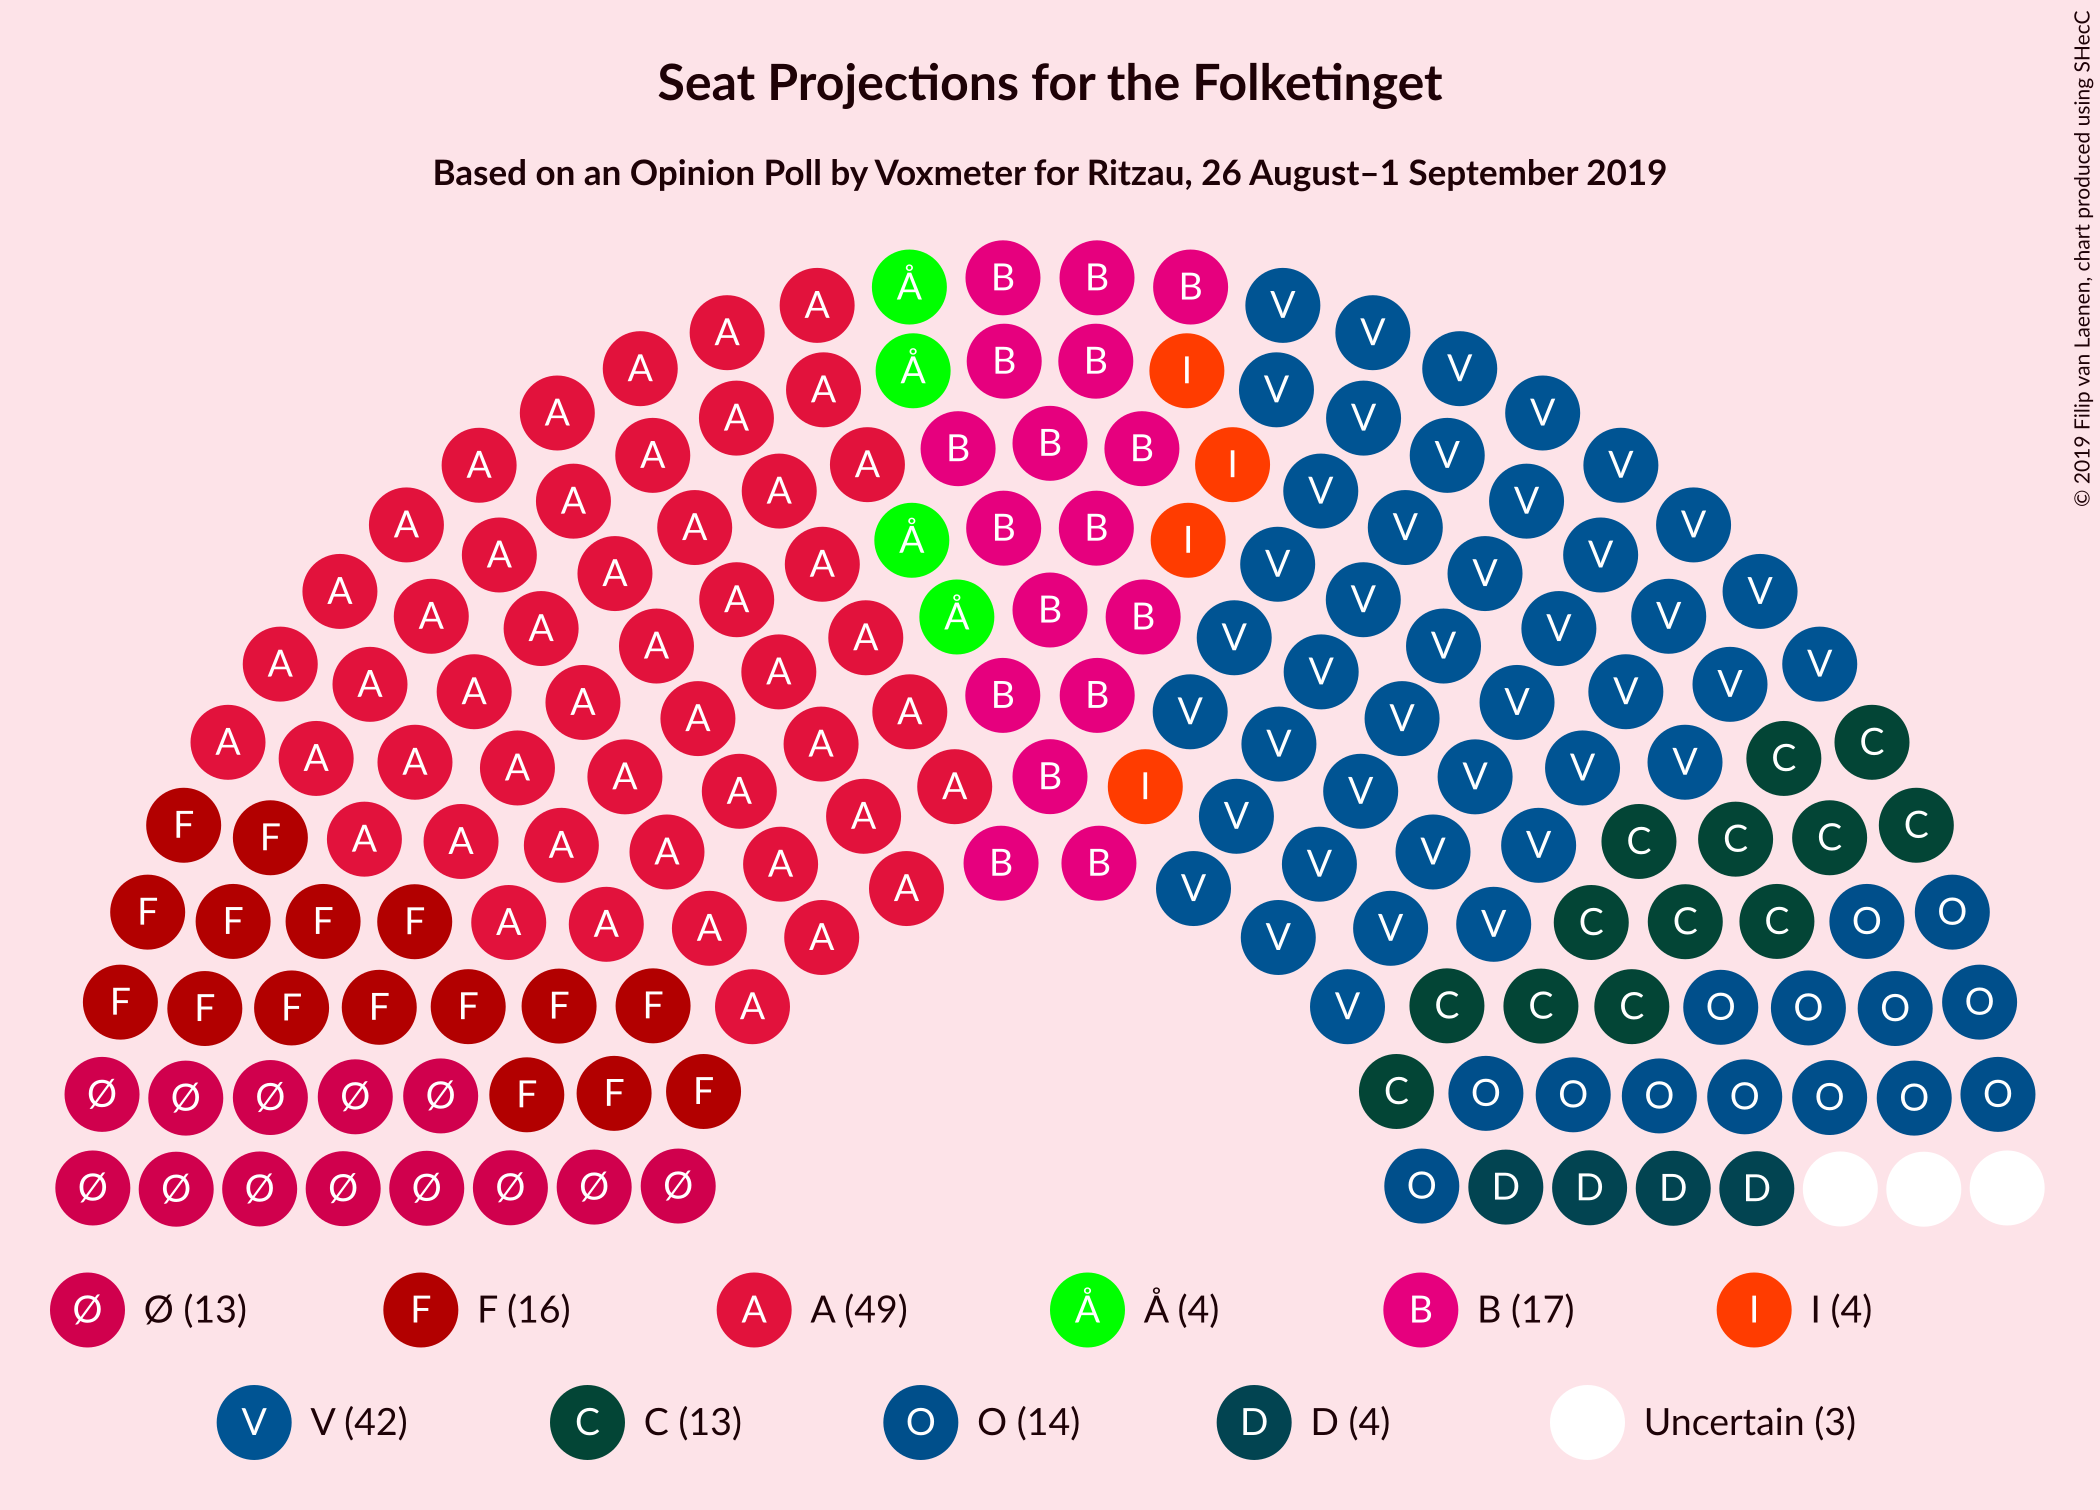 Seat Projections for the Folketinget
Based on an Opinion Poll by Voxmeter for Ritzau, 26 August–1 September 2019
© 2019 Filip van Laenen, chart produced using SHecC
Å B B B
A A V V
Å B B I
A A A V V V
A A V V
B B B
A A I V
A A A V V V
A A V V
Å B B I
A A A A V V V V
A A A V V V
Å B B
A A A A V V V V
A A A V V V
B B
A A A A V V V V
A A A A C V V V V C
B
A A A A A I V V V V V
F F A A A A B B V V C C C C
F F F F A A A A A V V V V C C C O O
F F F F F F F A V C C C O O O O
Ø Ø Ø Ø Ø F F F C O O O O O O O
Ø Ø Ø Ø Ø Ø Ø Ø O D D D D
Ø Ø (13) F F (16) A A (49) Å Å (4) B B (17) I I (4)
V V (42) C C (13) O O (14) D D (4) Uncertain (3)